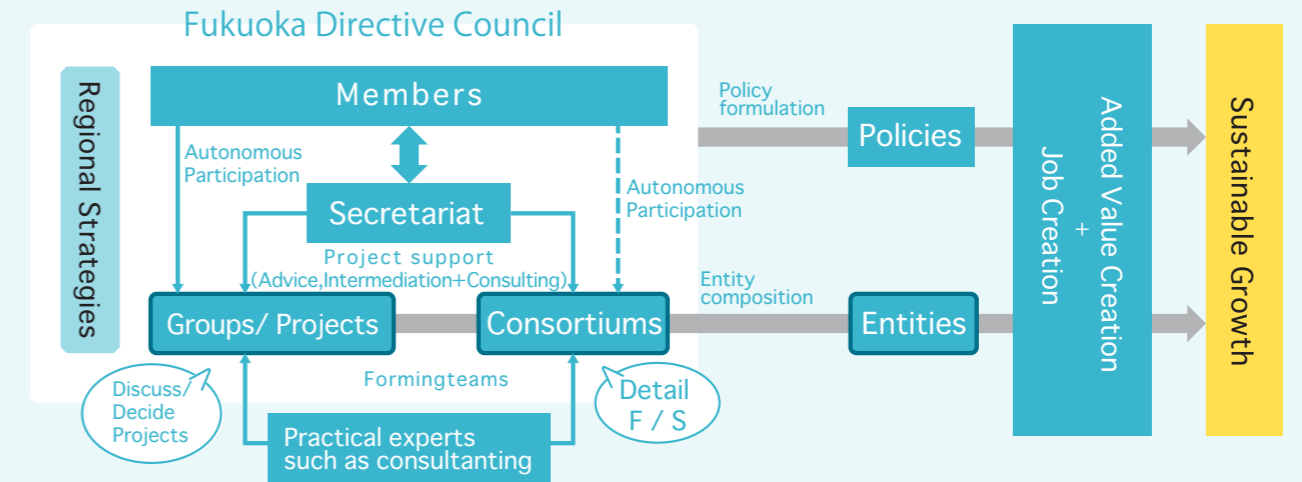 Fukuoka Directive Council
Regional Strategies
Members
Autonomous
Participation
Secretariat
Autonomous
Participation
Project support
(Advice,Intermediation+Consulting)
Groups/ Projects
Consortiums
Discuss/
Decide
Projects
Formingteams
Detail
F / S
Practical experts
such as consultanting
Policy
formulation
Policies
Entity
composition
Entities
Added Value Creation
+
Job Creation
Sustainable Growth